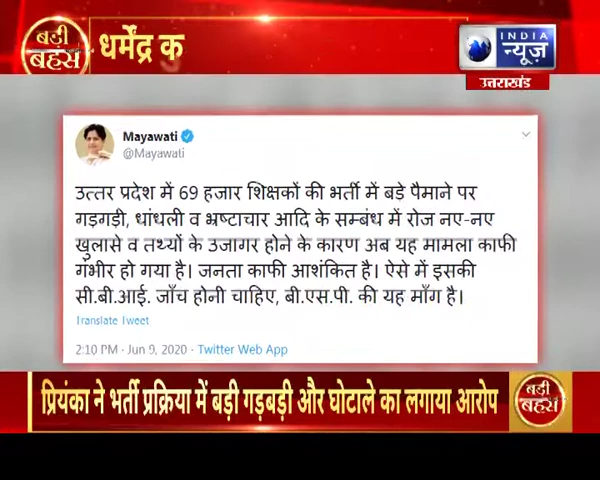 बड़ी
बहस
धर्मेंद्र क
INDIA
न्यूज़
उत्तराखंड
Mayawati
@Mayawati
उत्तर प्रदेश में 69 हजार शिक्षकों की भर्ती में बडे पैमाने पर
गड़गड़ी, धांधली व भ्रष्टाचार आदि के सम्बंध में रोज नए-नए
खुलासे व तथ्यों के उजागर होने के कारण अब यह मामला काफी
गंभीर हो गया है। जनता काफी आशंकित है। ऐसे में इसकी
सी.बी.आई. जाँच होनी चाहिए, बी.एस.पी. की यह माँग है।
Translate Tweet
2:10 PM · Jun 9, 2020 · Twitter Web App
प्रियंका ने भर्ती प्रक्रिया में बड़ी गड़बड़ी और घोटाले का लगाया आरोप
बड़ी
बहस